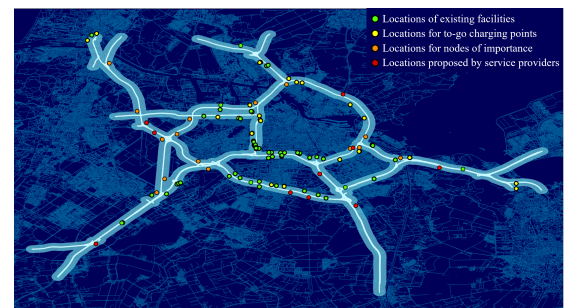 Locations of existing facilities
Locations for to-go charging points
Locations for nodes of importance
Locations proposed by service providers